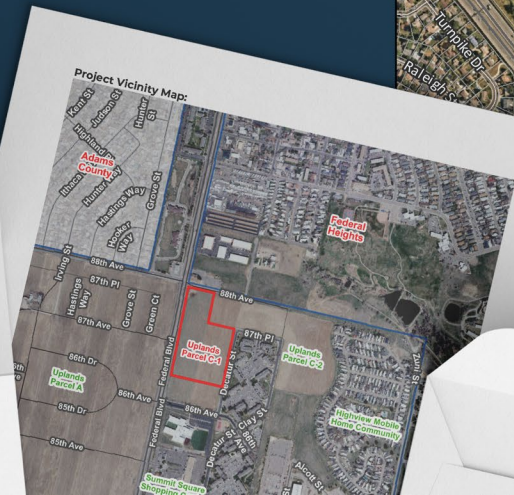 Turnpike Dr
Raleigh S
Project Vicinity Map:
Kent St
Judson St
Hunter
St
Highland
Adams
County
Ithaca
Hunter
Way
Hastings Way
Grove St
Hooker
Way
Federal
Heights
88th Ave
Irving St
87th Pl
Hastings
Way
Grove St
Green Ct
88th Ave
87th Ave
87th Pl
Zuni St
Federal Blvd
Uplands
Parcel C-1
Decatur St
Uplands
Parcel C-2
86th Dr
Uplands
Parcel A
86th Ave
86th Ave
Highview Mobile
Home Community
85th Dr
Federal Blvd
Decatur St
Clay St
86th
Ave
85th Ave
Alcott St
Summit Square
Shopping C